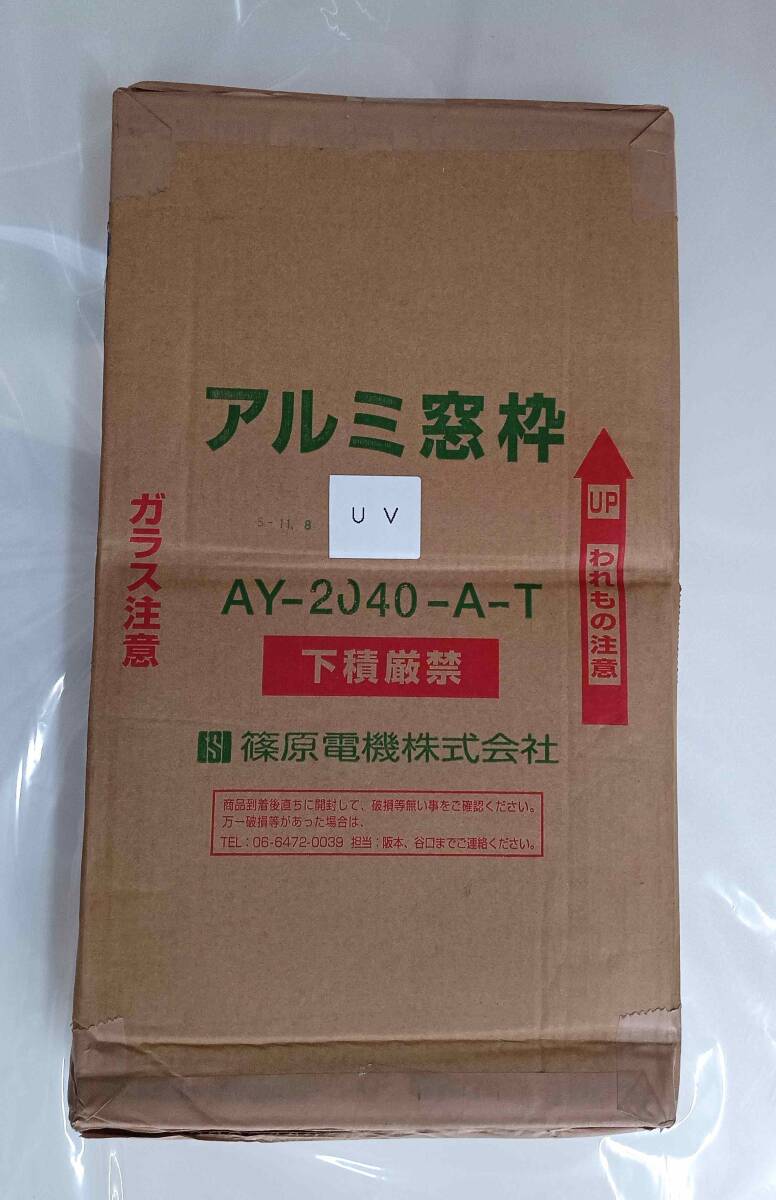 アルミ窓枠
5.-11. 8
U V
AY-2040-A-T
下積厳禁
S 篠原電機株式会社
商品到着後直ちに開封して、破損等無い事をご確認ください。
万一破損等があった場合は、
TEL：06-6472-0039 担当：阪本、谷口までご連絡ください。
ガラス注意
UP
われもの注意